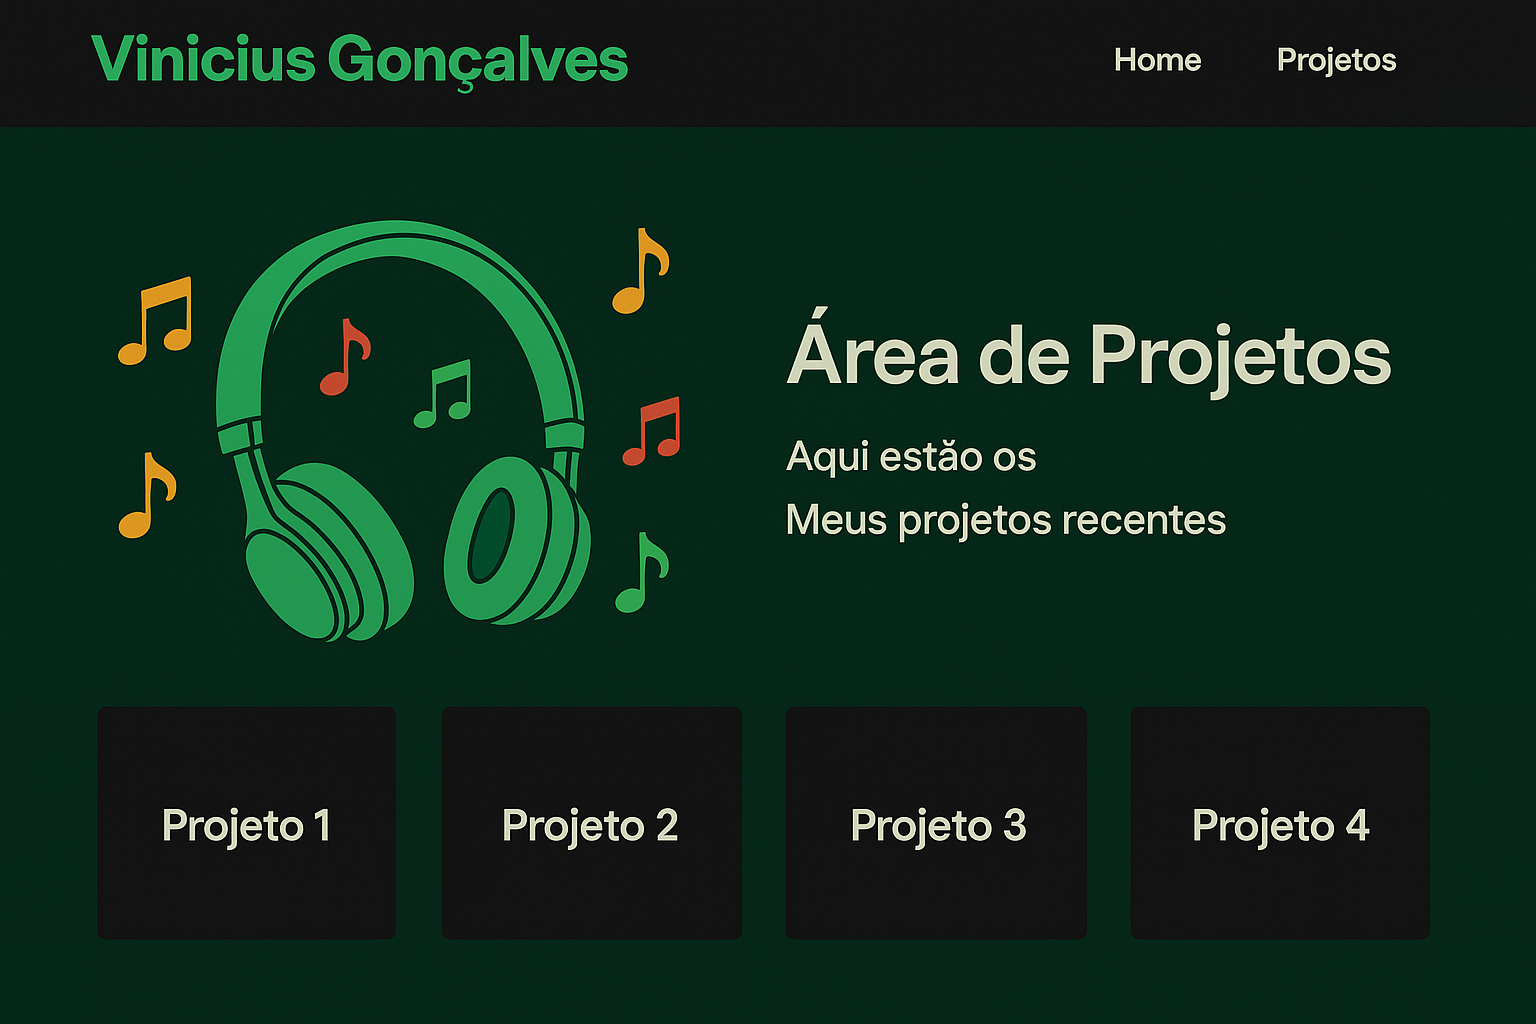 Vinicius Gonçalves
Home Projetos
Área de Projetos
Aqui estăo os
Meus projetos recentes
Projeto 1
Projeto 2
Projeto 3
Projeto 4